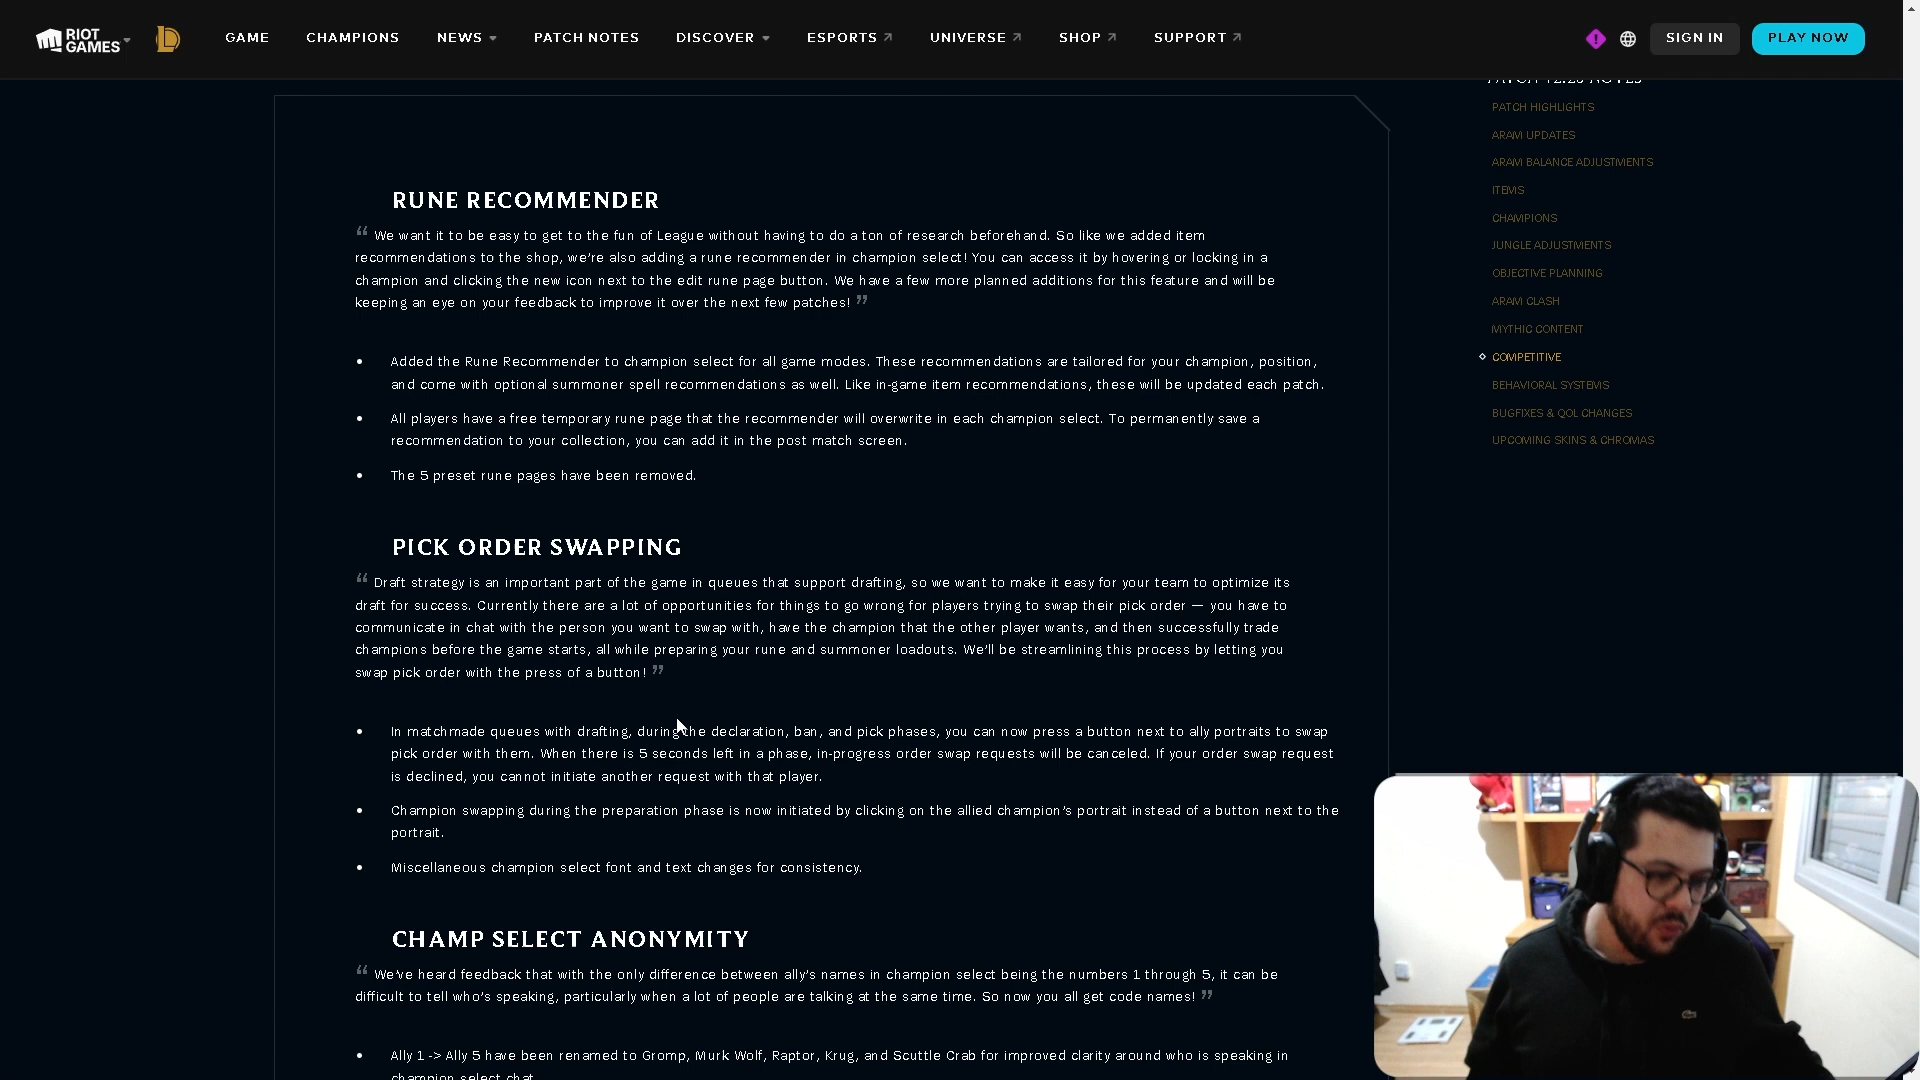 RIOT GAMES
GAME
CHAMPIONS
NEWS
PATCH NOTES
DISCOVER
ESPORTS
UNIVERSE
SHOP
SUPPORT
SIGN IN
PLAY NOW
RUNE RECOMMENDER
“ We want it to be easy to get to the fun of League without having to do a ton of research beforehand. So like we added item
recommendations to the shop, we’re also adding a rune recommender in champion select! You can access it by hovering or locking in a
champion and clicking the new icon next to the edit rune page button. We have a few more planned additions for this feature and will be
keeping an eye on your feedback to improve it over the next few patches! ”
• Added the Rune Recommender to champion select for all game modes. These recommendations are tailored for your champion, position,
and come with optional summoner spell recommendations as well. Like in-game item recommendations, these will be updated each patch.
• All players have a free temporary rune page that the recommender will overwrite in each champion select. To permanently save a
recommendation to your collection, you can add it in the post match screen.
• The 5 preset rune pages have been removed.
PICK ORDER SWAPPING
“ Draft strategy is an important part of the game in queues that support drafting, so we want to make it easy for your team to optimize its
draft for success. Currently there are a lot of opportunities for things to go wrong for players trying to swap their pick order — you have to
communicate in chat with the person you want to swap with, have the champion that the other player wants, and then successfully trade
champions before the game starts, all while preparing your rune and summoner loadouts. We’ll be streamlining this process by letting you
swap pick order with the press of a button! ”
• In matchmade queues with drafting, during the declaration, ban, and pick phases, you can now press a button next to ally portraits to swap
pick order with them. When there is 5 seconds left in a phase, in-progress order swap requests will be canceled. If your order swap request
is declined, you cannot initiate another request with that player.
• Champion swapping during the preparation phase is now initiated by clicking on the allied champion’s portrait instead of a button next to the
portrait.
• Miscellaneous champion select font and text changes for consistency.
CHAMP SELECT ANONYMITY
“ We’ve heard feedback that with the only difference between ally’s names in champion select being the numbers 1 through 5, it can be
difficult to tell who’s speaking, particularly when a lot of people are talking at the same time. So now you all get code names! ”
• Ally 1 -> Ally 5 have been renamed to Gromp, Murk Wolf, Raptor, Krug, and Scuttle Crab for improved clarity around who is speaking in
champion select chat.
PATCH HIGHLIGHTS
ARAM UPDATES
ARAM BALANCE ADJUSTMENTS
ITEMS
CHAMPIONS
JUNGLE ADJUSTMENTS
OBJECTIVE PLANNING
ARAM CLASH
MYTHIC CONTENT
COMPETITIVE
BEHAVIORAL SYSTEMS
BUGFIXES & QOL CHANGES
UPCOMING SKINS & CHROMAS